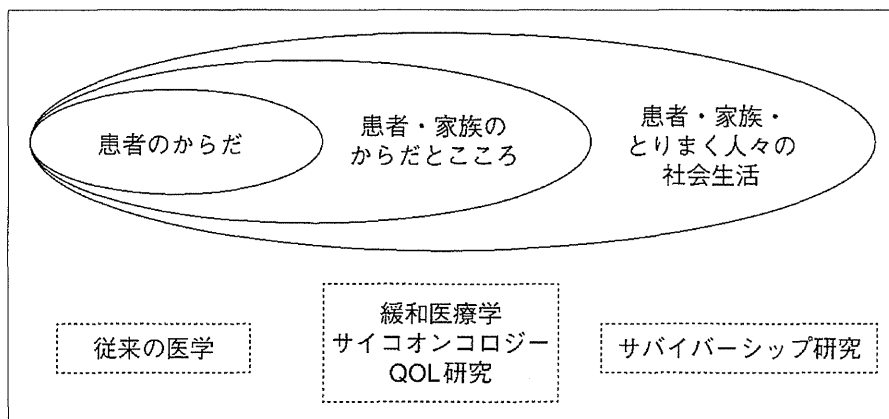 患者のからだ
患者・家族の
からだとこころ
患者・家族・
とりまく人々の
社会生活
従来の医学
緩和医療学
サイコオンコロジー
QOL研究
サバイバーシップ研究